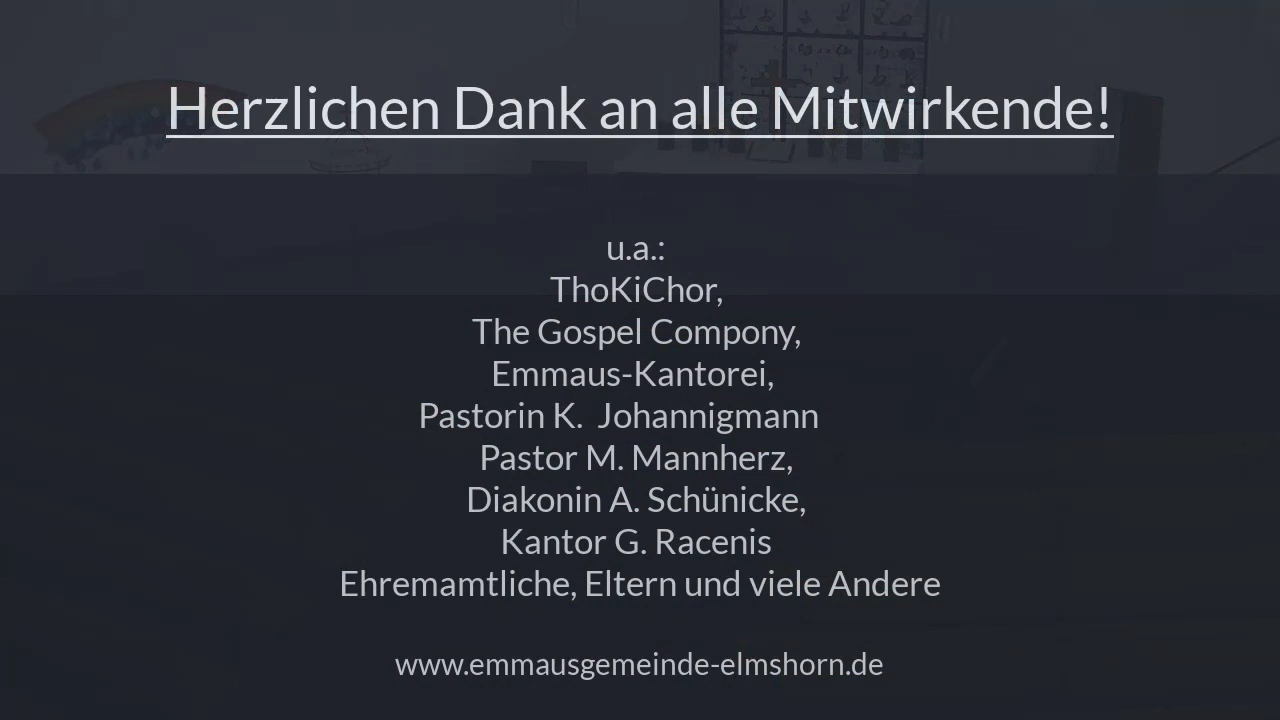 Herzlichen Dank an alle Mitwirkende!
u.a.:
ThoKiChor,
The Gospel Compony,
Emmaus-Kantorei,
Pastorin K.  Johannigmann
Pastor M. Mannherz,
Diakonin A. Schünicke,
Kantor G. Racenis
Ehremamtliche, Eltern und viele Andere
www.emmausgemeinde-elmshorn.de